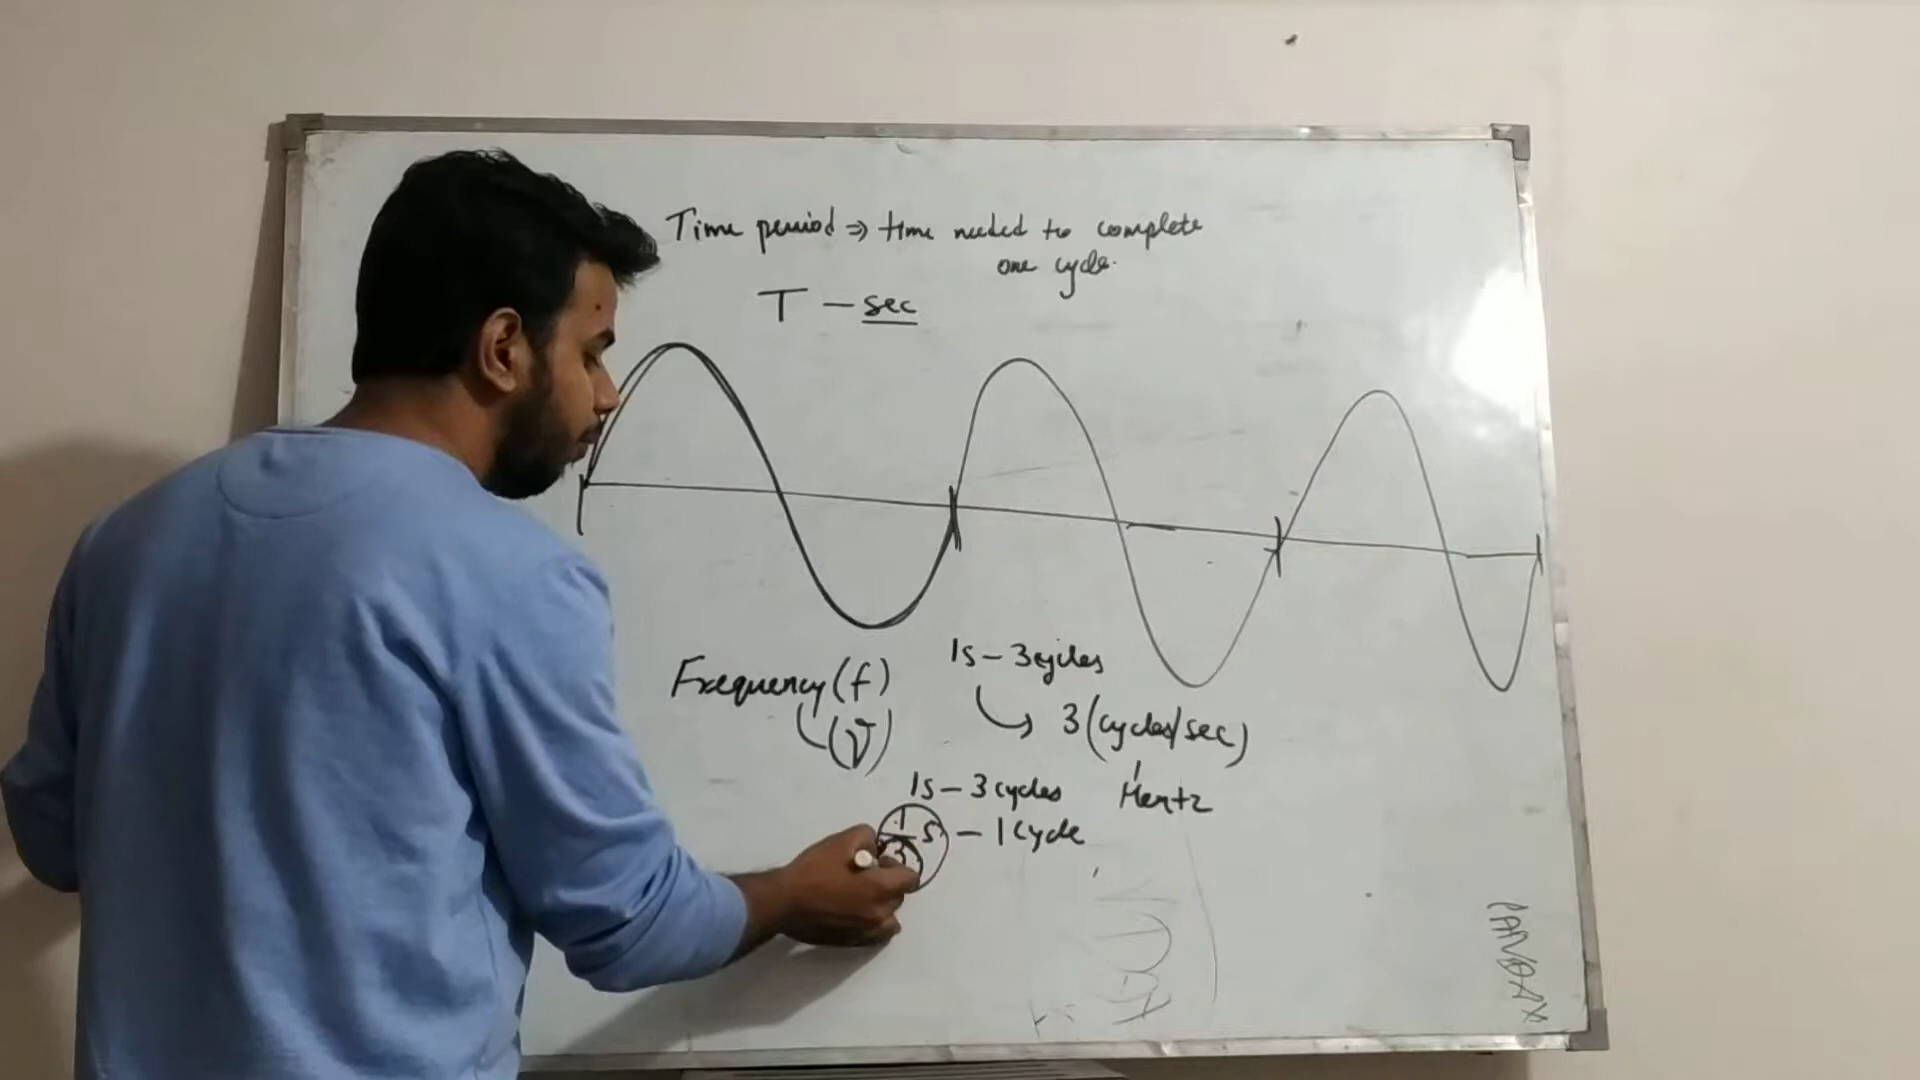 Time period ⇒ time needed to complete
one cycle.
T – sec
Frequency (f)
(ν)
1s – 3 cycles
3 (cycles/sec)
Hertz
1s – 3 cycles
1/3 s – 1 cycle